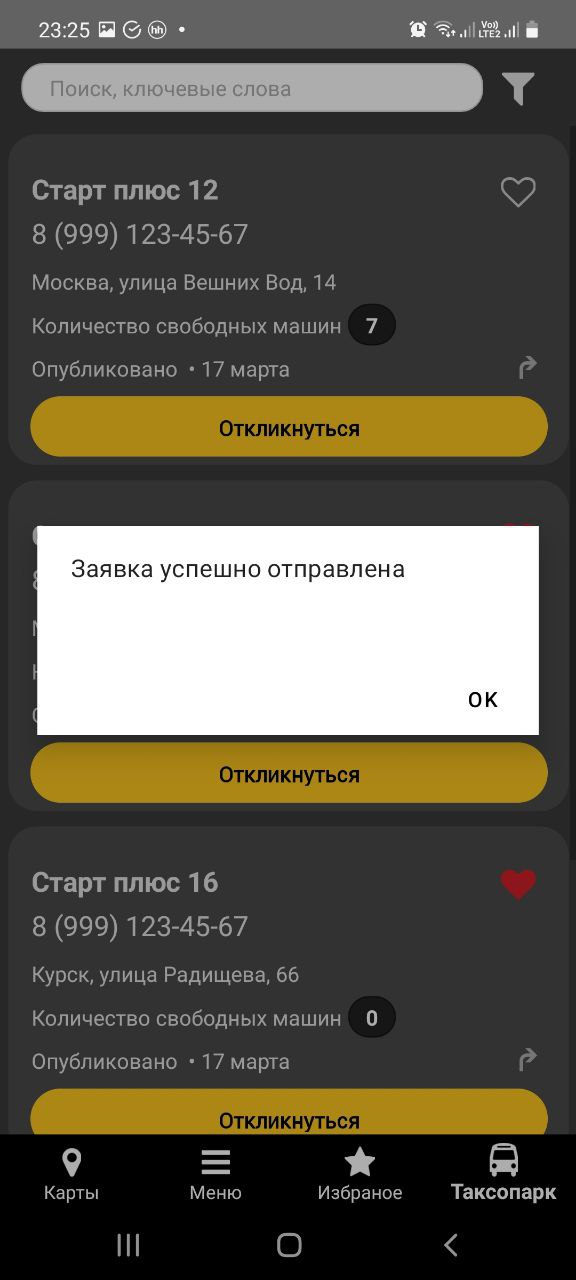 23:25
hh
Vo))
LTE2
Поиск, ключевые слова
Старт плюс 12
8 (999) 123-45-67
Москва, улица Вешних Вод, 14
Количество свободных машин 7
Опубликовано • 17 марта
Откликнуться
Заявка успешно отправлена
OK
Откликнуться
Старт плюс 16
8 (999) 123-45-67
Курск, улица Радищева, 66
Количество свободных машин 0
Опубликовано • 17 марта
Откликнуться
Карты
Меню
Избраное
Таксопарк